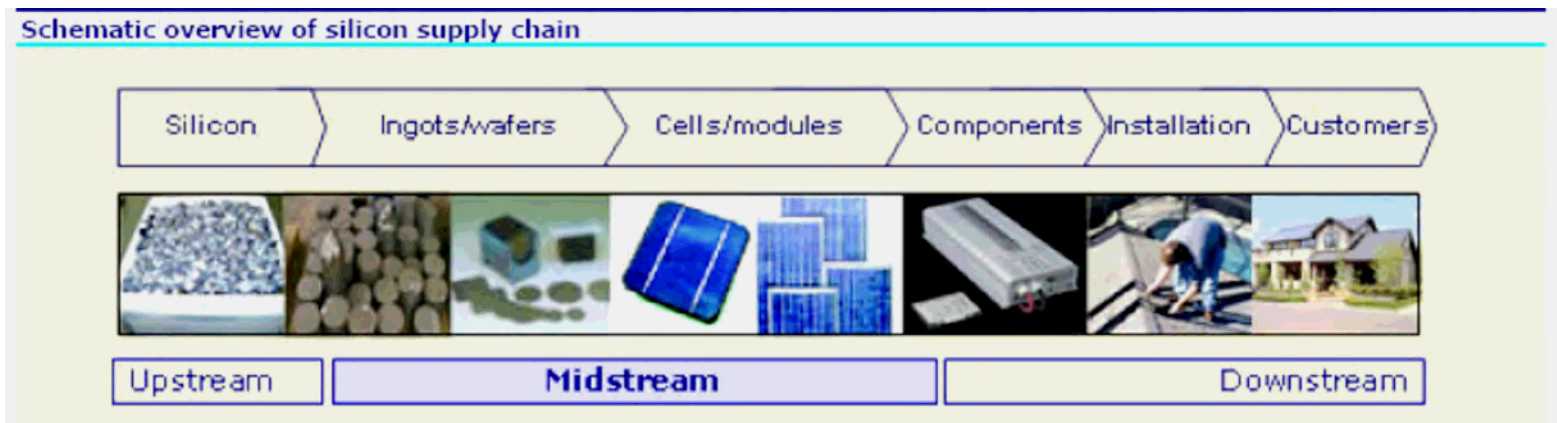 Schematic overview of silicon supply chain
Silicon Ingots/wafers Cells/modules Components Installation Customers
Upstream Midstream Downstream